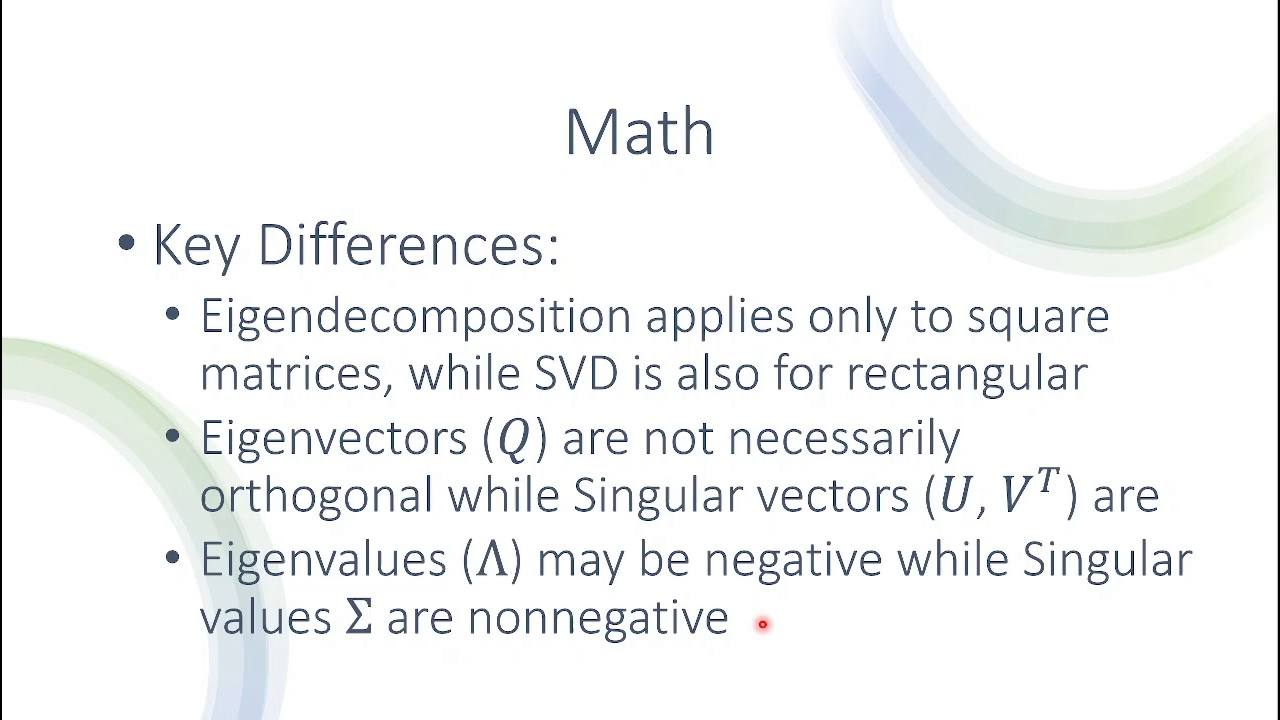 Math
• Key Differences:
• Eigendecomposition applies only to square
matrices, while SVD is also for rectangular
• Eigenvectors (Q) are not necessarily
orthogonal while Singular vectors (U, Vᵀ) are
• Eigenvalues (Λ) may be negative while Singular
values Σ are nonnegative